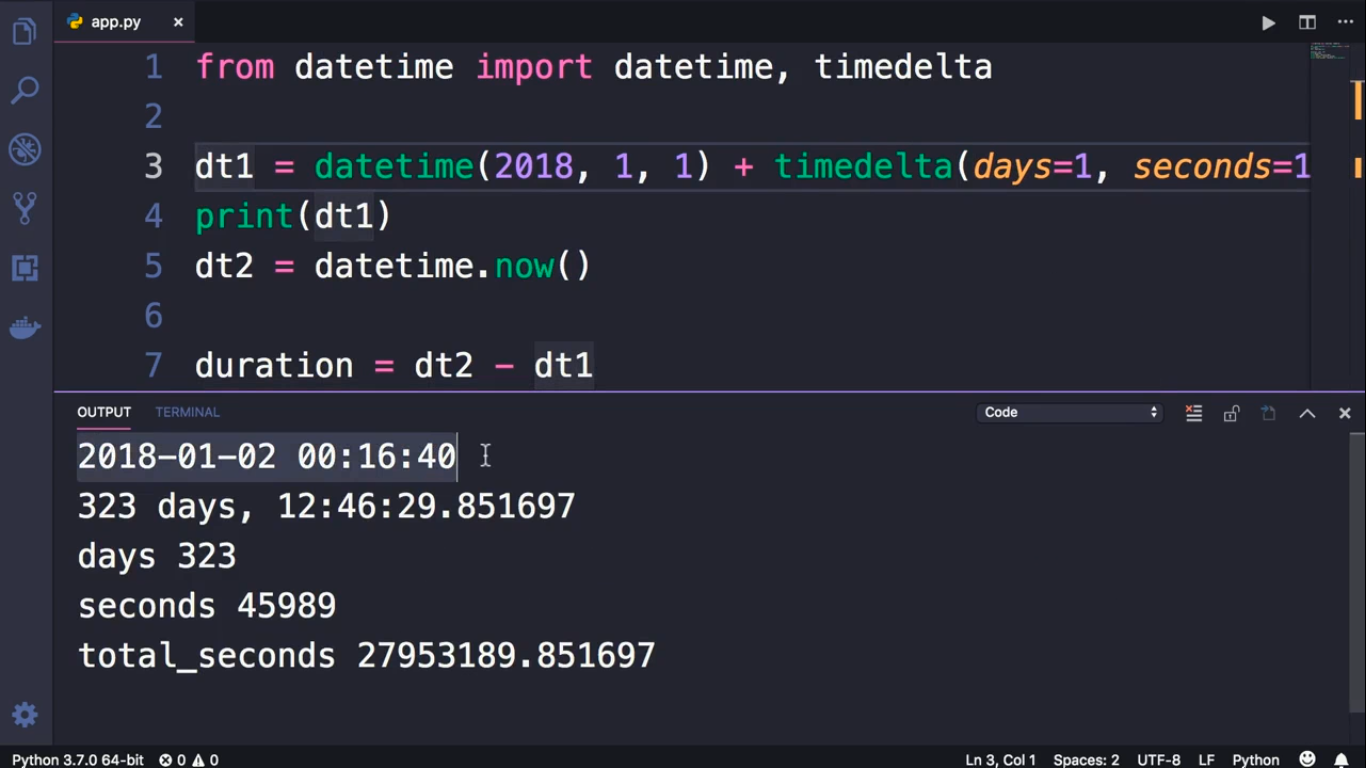 app.py
1 from datetime import datetime, timedelta
2
3 dt1 = datetime(2018, 1, 1) + timedelta(days=1, seconds=1
4 print(dt1)
5 dt2 = datetime.now()
6
7 duration = dt2 - dt1
OUTPUT TERMINAL Code
2018-01-02 00:16:40
323 days, 12:46:29.851697
days 323
seconds 45989
total_seconds 27953189.851697
Python 3.7.0 64-bit 0 0 Ln 3, Col 1 Spaces: 2 UTF-8 LF Python